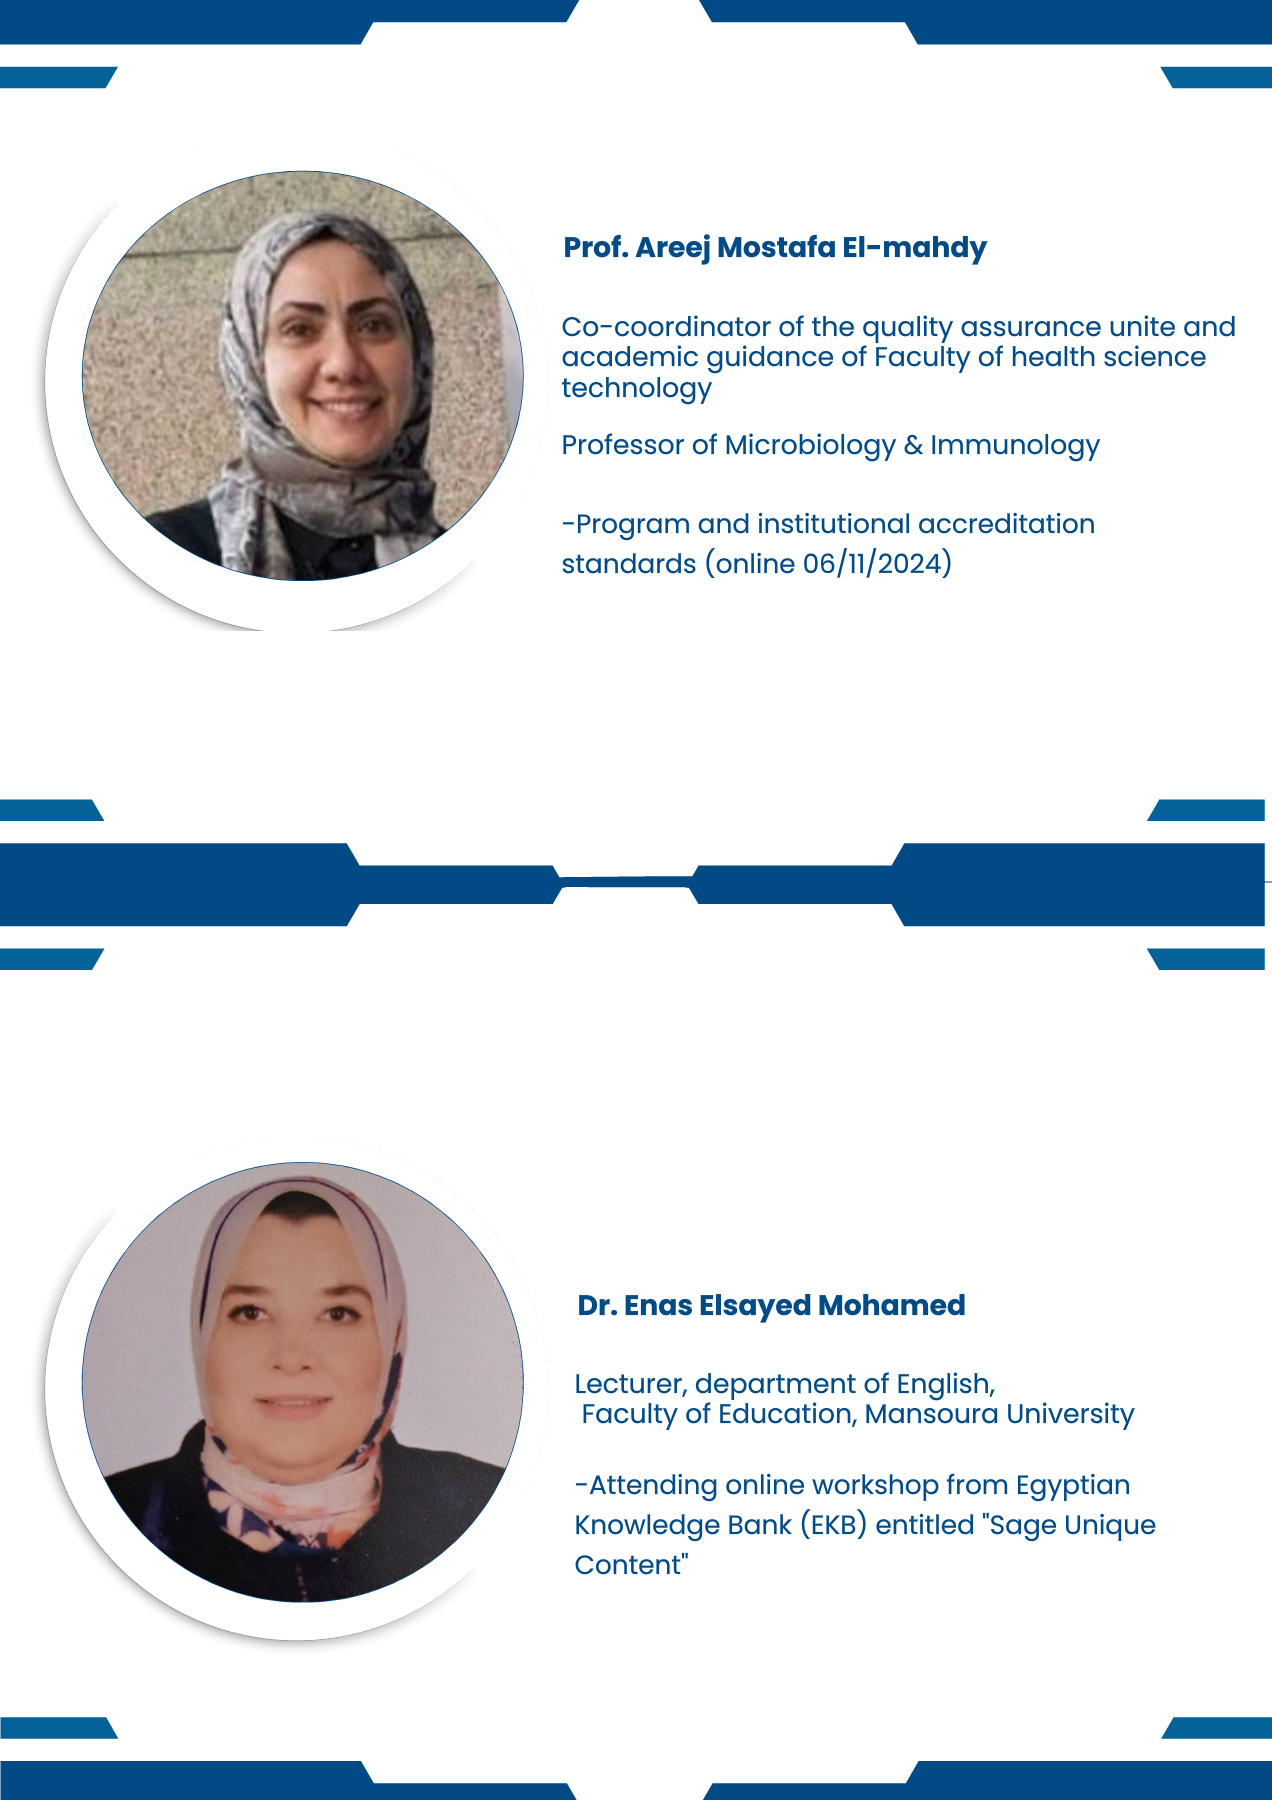 Prof. Areej Mostafa El-mahdy
Co-coordinator of the quality assurance unite and
academic guidance of Faculty of health science
technology
Professor of Microbiology & Immunology
-Program and institutional accreditation
standards (online 06/11/2024)
Dr. Enas Elsayed Mohamed
Lecturer, department of English,
Faculty of Education, Mansoura University
-Attending online workshop from Egyptian
Knowledge Bank (EKB) entitled "Sage Unique
Content"